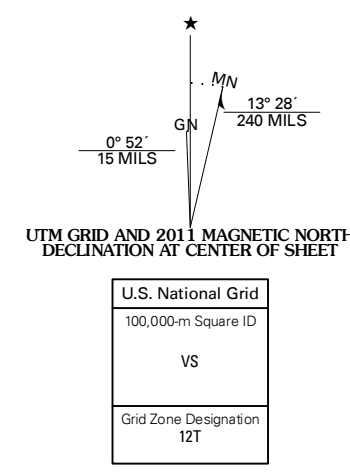 ★
MN
GN
13° 28´
240 MILS
0° 52´
15 MILS
UTM GRID AND 2011 MAGNETIC NORTH
DECLINATION AT CENTER OF SHEET
U.S. National Grid
100,000-m Square ID
VS
Grid Zone Designation
12T